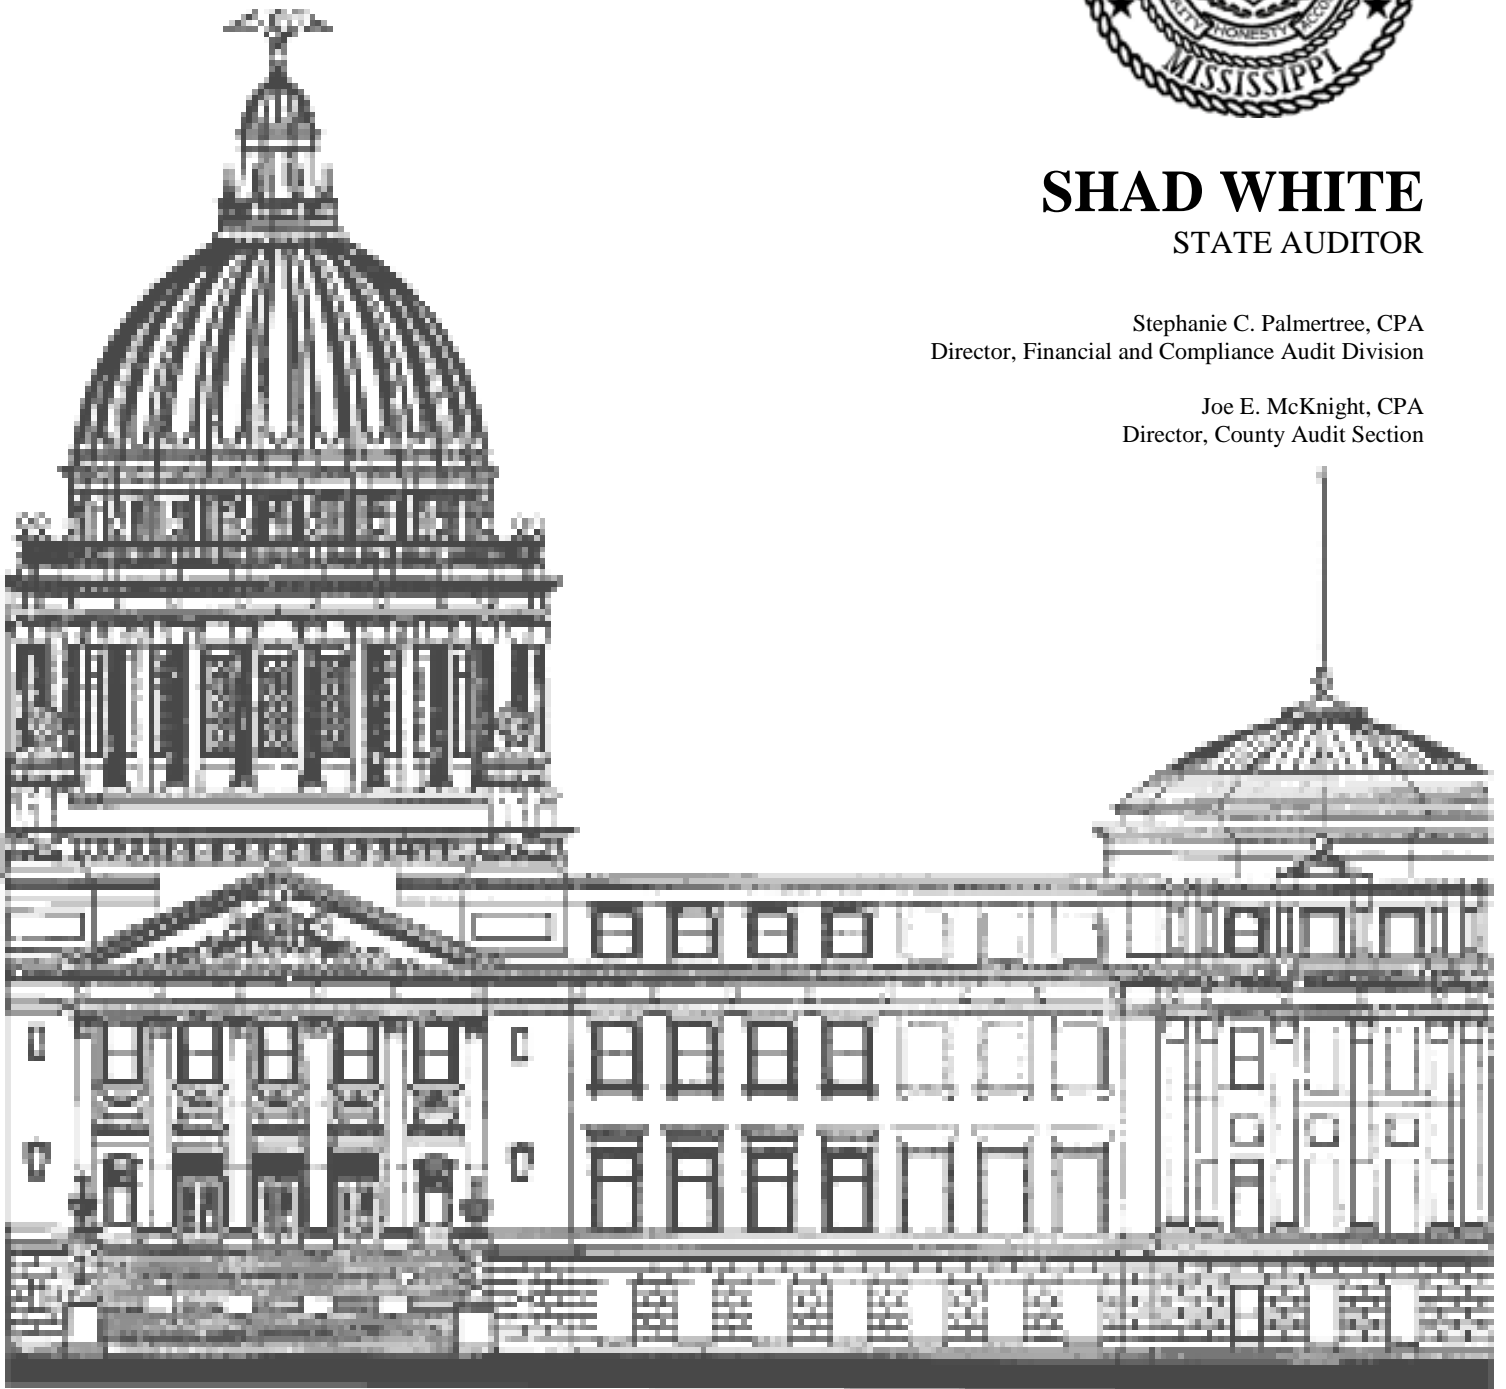 HONESTY
MISSISSIPPI
SHAD WHITE
STATE AUDITOR
Stephanie C. Palmertree, CPA
Director, Financial and Compliance Audit Division
Joe E. McKnight, CPA
Director, County Audit Section